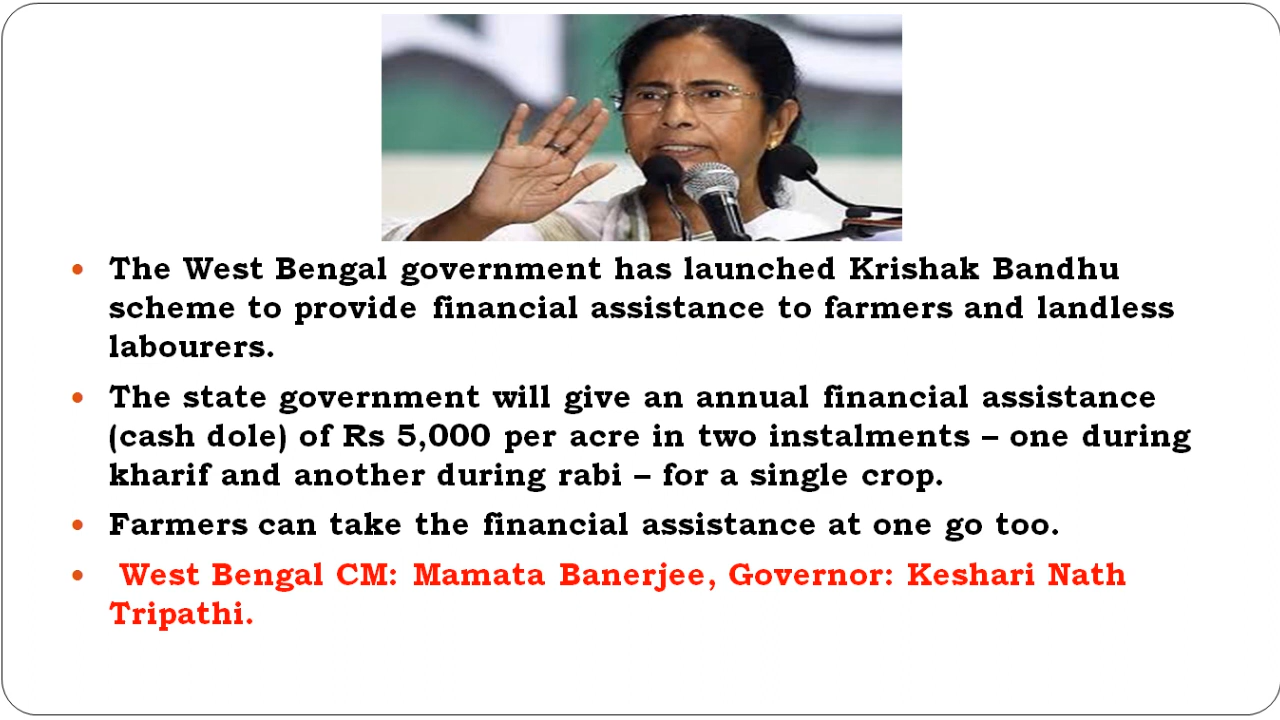 • The West Bengal government has launched Krishak Bandhu
scheme to provide financial assistance to farmers and landless
labourers.
• The state government will give an annual financial assistance
(cash dole) of Rs 5,000 per acre in two instalments – one during
kharif and another during rabi – for a single crop.
• Farmers can take the financial assistance at one go too.
• West Bengal CM: Mamata Banerjee, Governor: Keshari Nath
Tripathi.